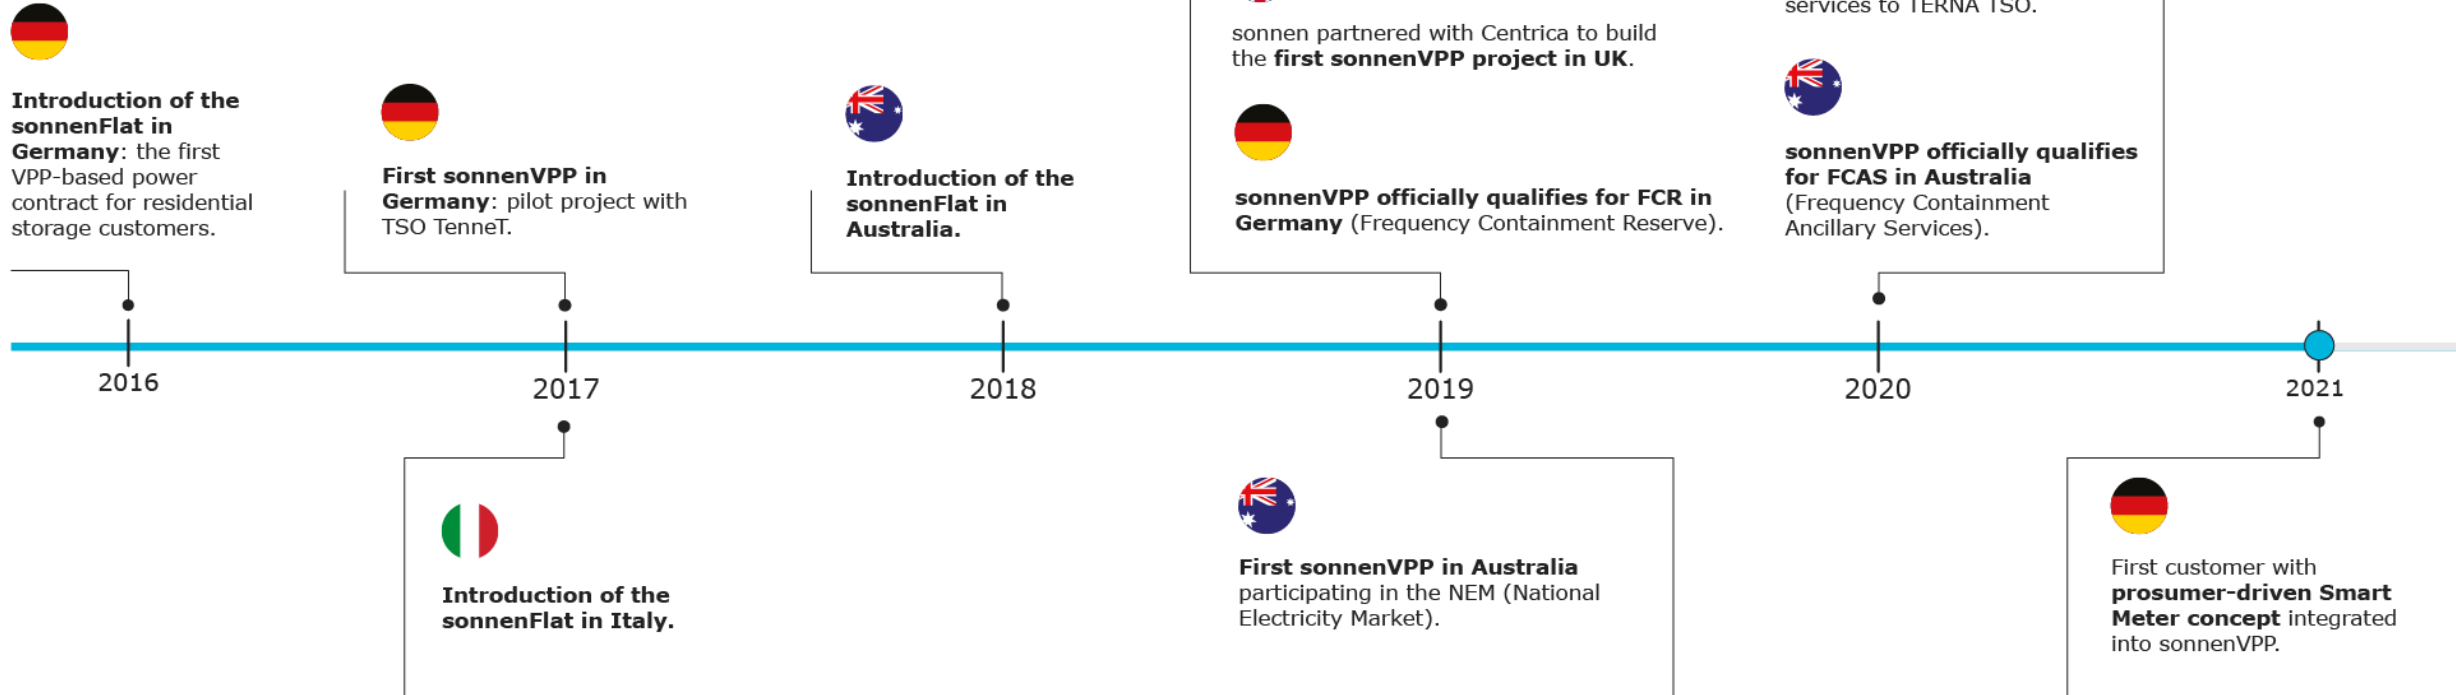 services to TERNA TSO.
sonnen partnered with Centrica to build
the first sonnenVPP project in UK.
Introduction of the
sonnenFlat in
Germany: the first
VPP-based power
contract for residential
storage customers.
First sonnenVPP in
Germany: pilot project with
TSO TenneT.
Introduction of the
sonnenFlat in
Australia.
sonnenVPP officially qualifies for FCR in
Germany (Frequency Containment Reserve).
sonnenVPP officially qualifies
for FCAS in Australia
(Frequency Containment
Ancillary Services).
2016
2017
2018
2019
2020
2021
Introduction of the
sonnenFlat in Italy.
First sonnenVPP in Australia
participating in the NEM (National
Electricity Market).
First customer with
prosumer-driven Smart
Meter concept integrated
into sonnenVPP.